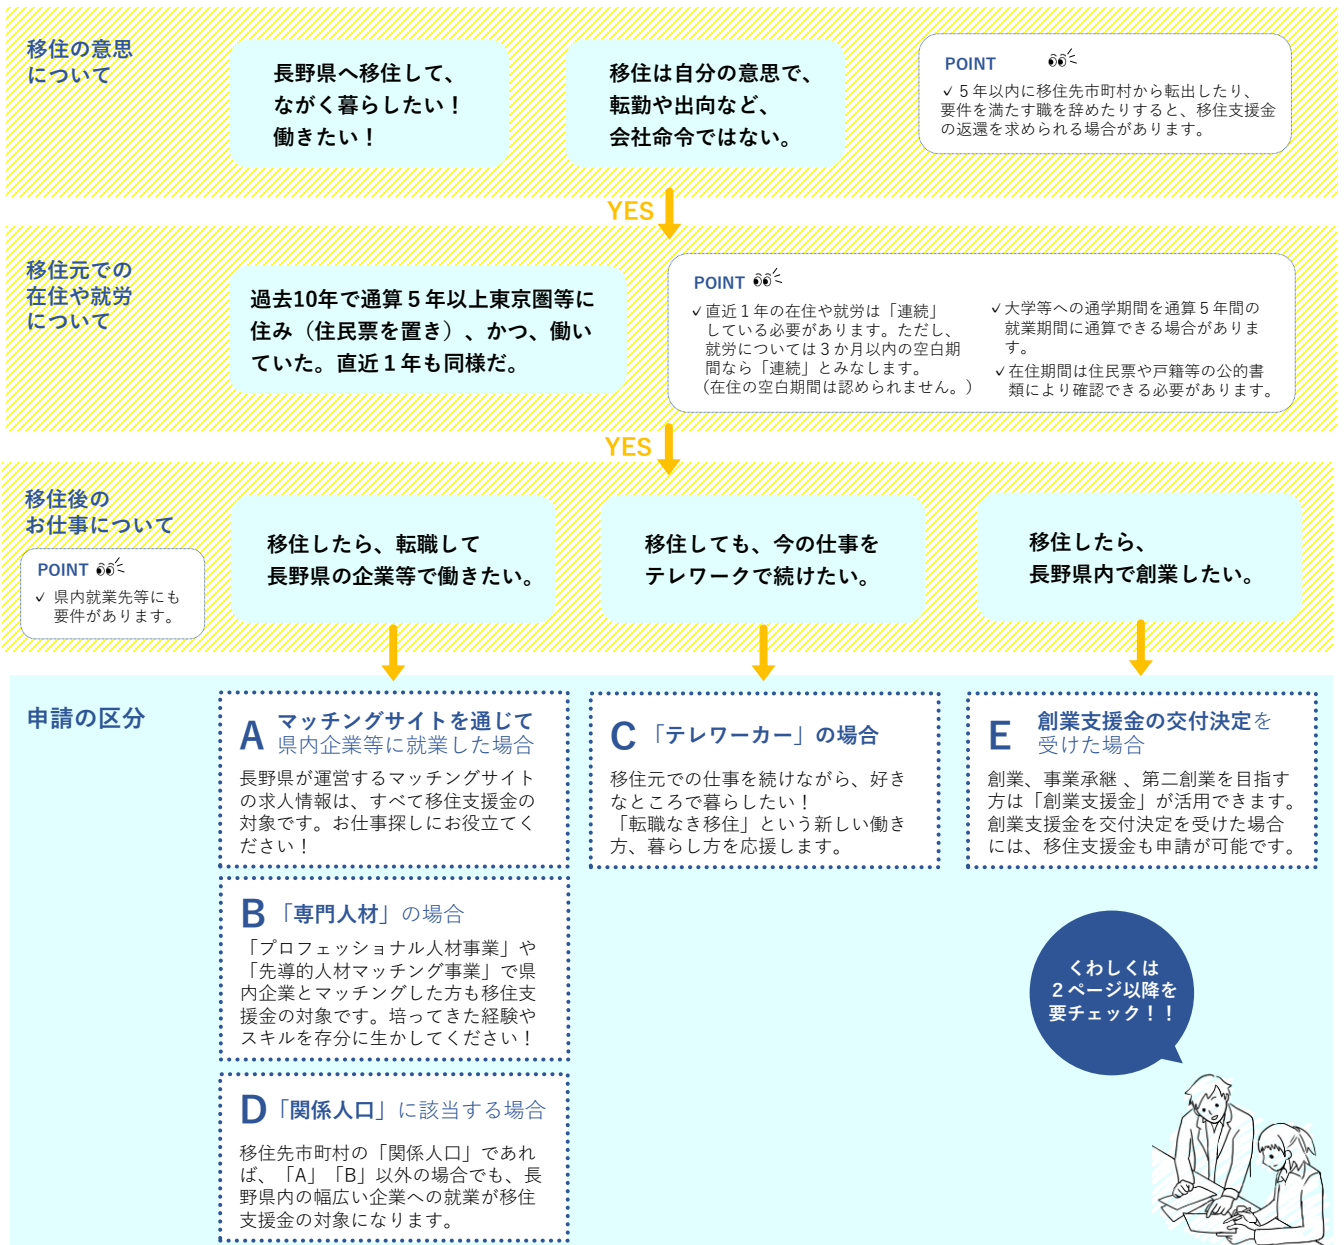 移住の意思
について
長野県へ移住して、
ながく暮らしたい！
働きたい！
移住は自分の意思で、
転勤や出向など、
会社命令ではない。
POINT
✓５年以内に移住先市町村から転出したり、
要件を満たす職を辞めたりすると、移住支援金
の返還を求められる場合があります。
YES
移住元での
在住や就労
について
過去10年で通算５年以上東京圏等に
住み（住民票を置き）、かつ、働い
ていた。直近１年も同様だ。
POINT
✓直近１年の在住や就労は「連続」
している必要があります。ただし、
就労については３か月以内の空白期
間なら「連続」とみなします。
（在住の空白期間は認められません。）
✓大学等への通学期間を通算５年間の
就業期間に通算できる場合がありま
す。
✓在住期間は住民票や戸籍等の公的書
類により確認できる必要があります。
YES
移住後の
お仕事について
POINT
✓ 県内就業先等にも
要件があります。
移住したら、転職して
長野県の企業等で働きたい。
移住しても、今の仕事を
テレワークで続けたい。
移住したら、
長野県内で創業したい。
申請の区分
A マッチングサイトを通じて
県内企業等に就業した場合
長野県が運営するマッチングサイト
の求人情報は、すべて移住支援金の
対象です。お仕事探しにお役立てく
ださい！
B 「専門人材」の場合
「プロフェッショナル人材事業」や
「先導的人材マッチング事業」で県
内企業とマッチングした方も移住支
援金の対象です。培ってきた経験や
スキルを存分に生かしてください！
D 「関係人口」に該当する場合
移住先市町村の「関係人口」であれ
ば、「A」「B」以外の場合でも、長
野県内の幅広い企業への就業が移住
支援金の対象になります。
C 「テレワーカー」の場合
移住元での仕事を続けながら、好き
なところで暮らしたい！
「転職なき移住」という新しい働き
方、暮らし方を応援します。
E 創業支援金の交付決定を
受けた場合
創業、事業承継 、第二創業を目指す
方は「創業支援金」が活用できます。
創業支援金を交付決定を受けた場合
には、移住支援金も申請が可能です。
くわしくは
２ページ以降を
要チェック！！